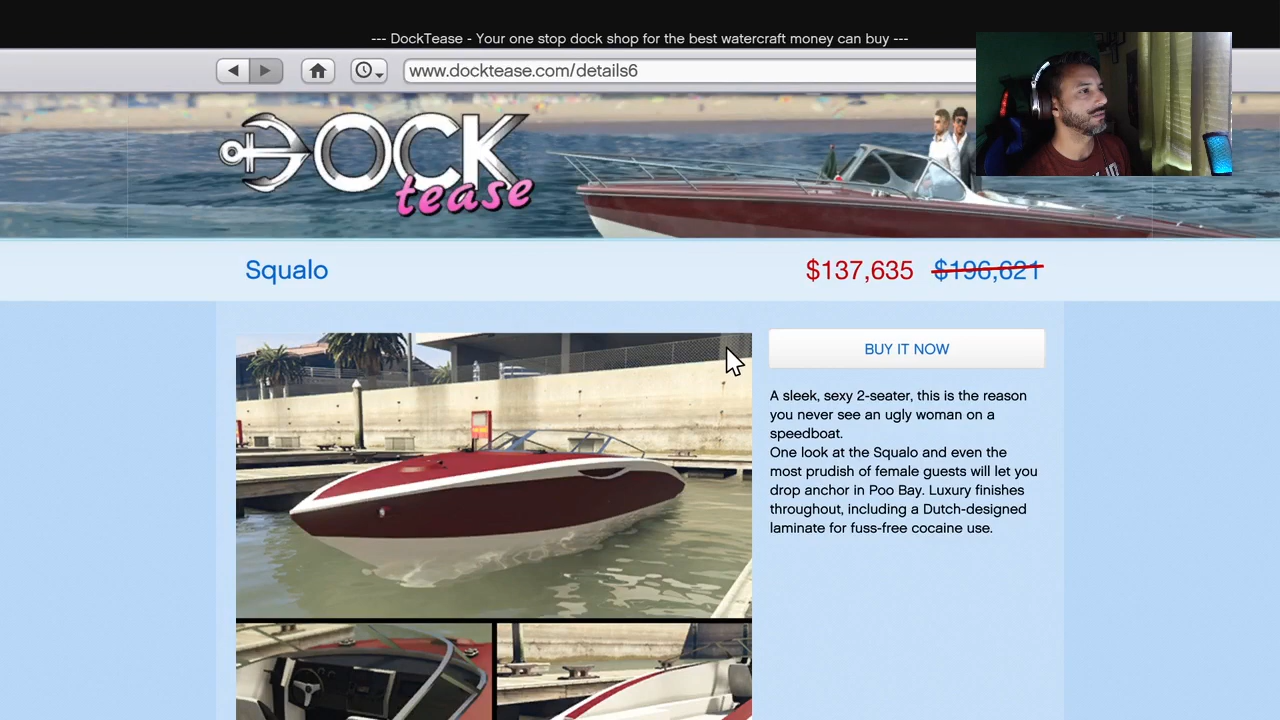 --- DockTease - Your one stop dock shop for the best watercraft money can buy ---
www.docktease.com/details6
DOCK
tease
Squalo
$137,635 $196,621
BUY IT NOW
A sleek, sexy 2-seater, this is the reason
you never see an ugly woman on a
speedboat.
One look at the Squalo and even the
most prudish of female guests will let you
drop anchor in Poo Bay. Luxury finishes
throughout, including a Dutch-designed
laminate for fuss-free cocaine use.